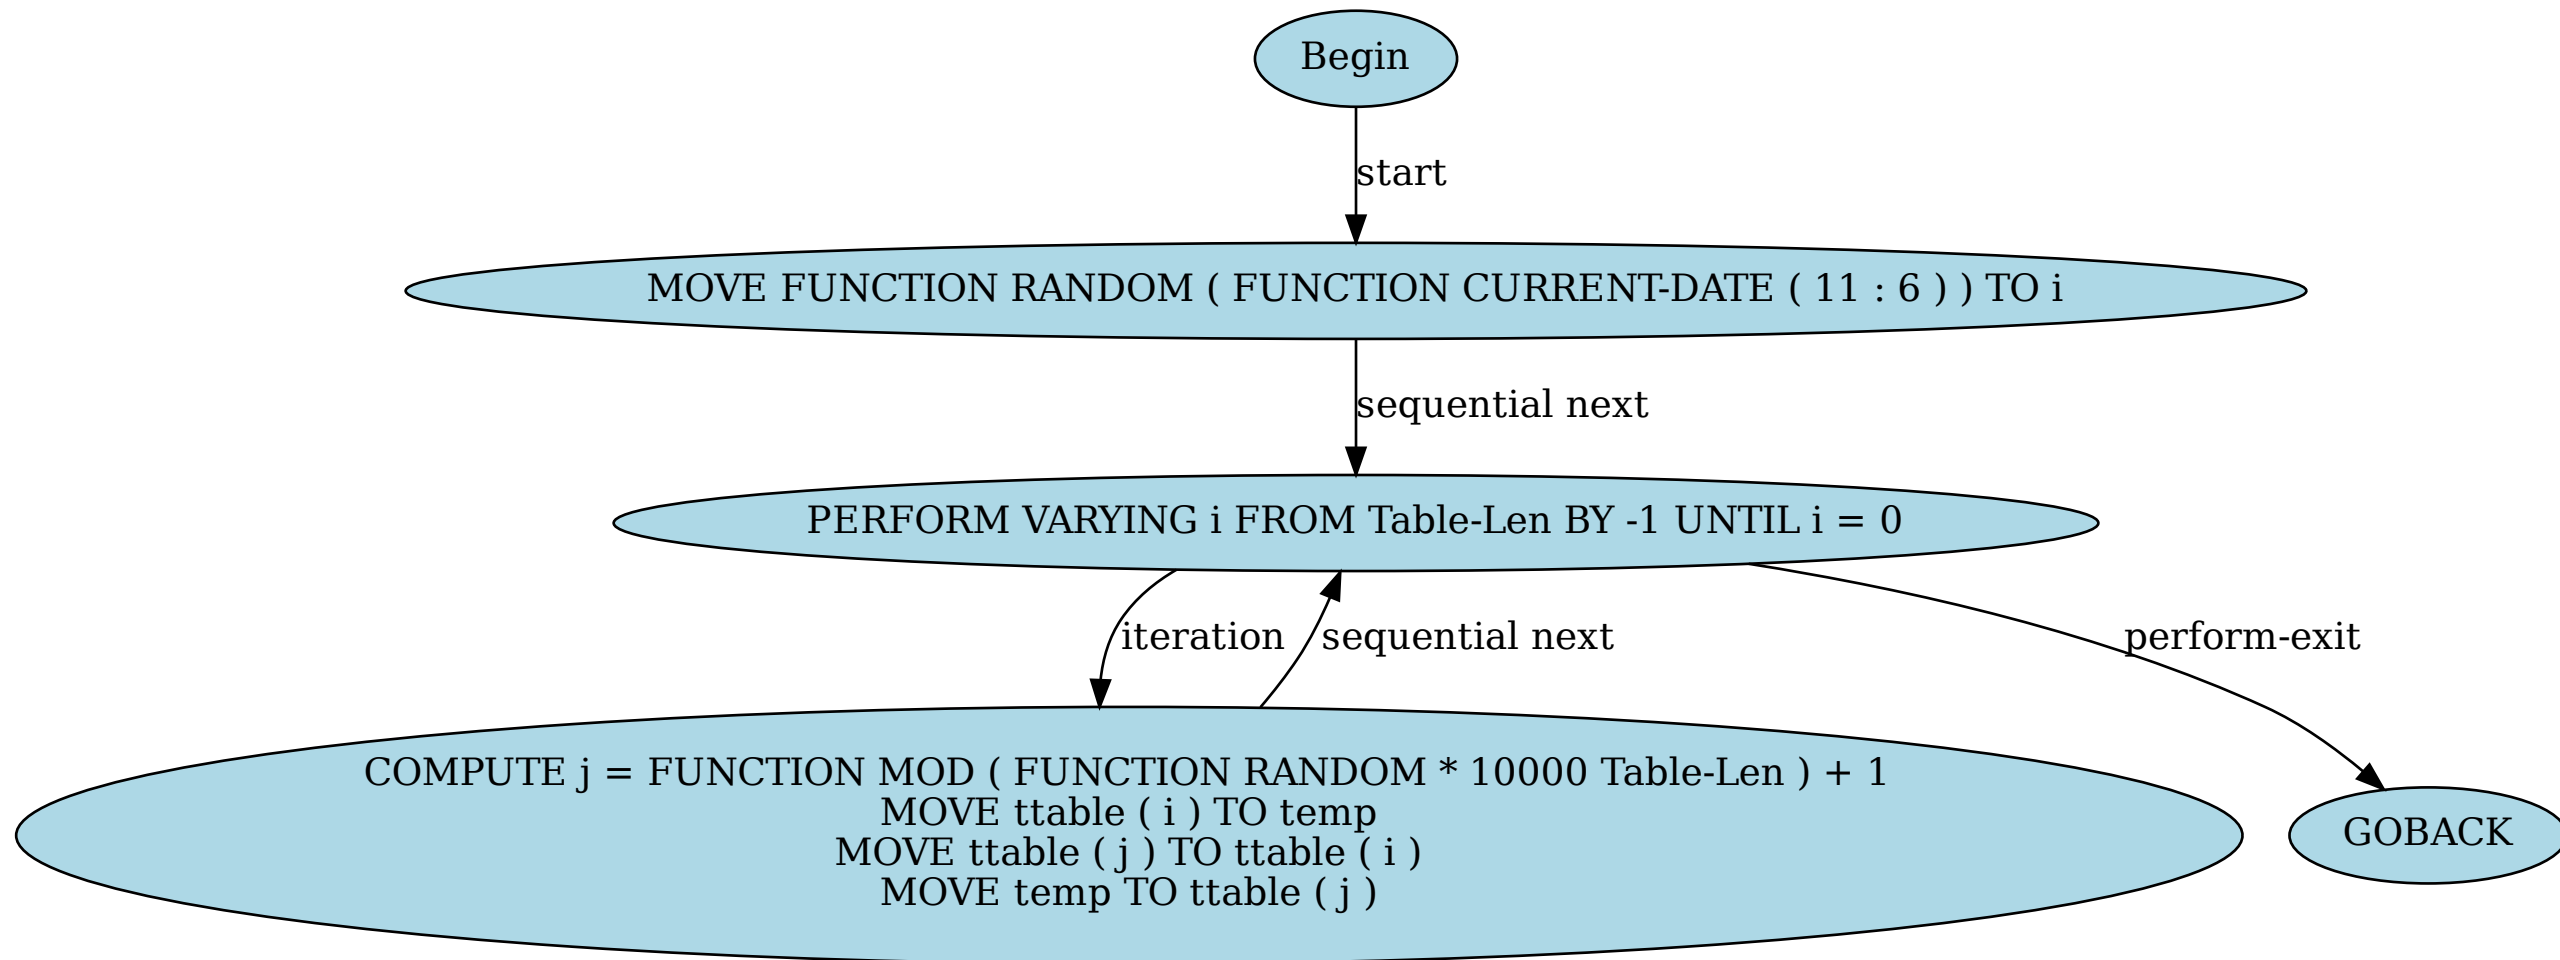 Begin
start
MOVE FUNCTION RANDOM ( FUNCTION CURRENT-DATE ( 11 : 6 ) ) TO i
sequential next
PERFORM VARYING i FROM Table-Len BY -1 UNTIL i = 0
iteration
sequential next
perform-exit
COMPUTE j = FUNCTION MOD ( FUNCTION RANDOM * 10000 Table-Len ) + 1
MOVE ttable ( i ) TO temp
MOVE ttable ( j ) TO ttable ( i )
MOVE temp TO ttable ( j )
GOBACK